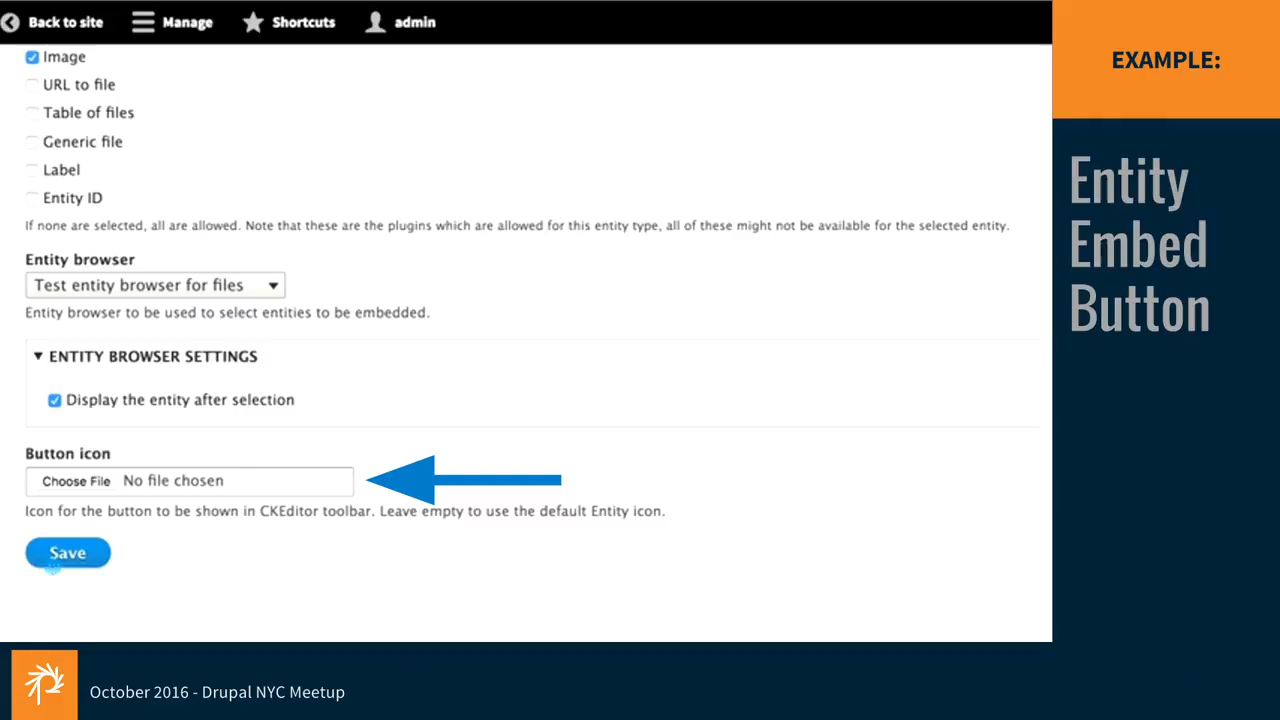 Back to site
Manage
Shortcuts
admin
Image
URL to file
Table of files
Generic file
Label
Entity ID
If none are selected, all are allowed. Note that these are the plugins which are allowed for this entity type, all of these might not be available for the selected entity.
Entity browser
Test entity browser for files
Entity browser to be used to select entities to be embedded.
ENTITY BROWSER SETTINGS
Display the entity after selection
Button icon
Choose File No file chosen
Icon for the button to be shown in CKEditor toolbar. Leave empty to use the default Entity icon.
Save
EXAMPLE:
Entity
Embed
Button
October 2016 - Drupal NYC Meetup